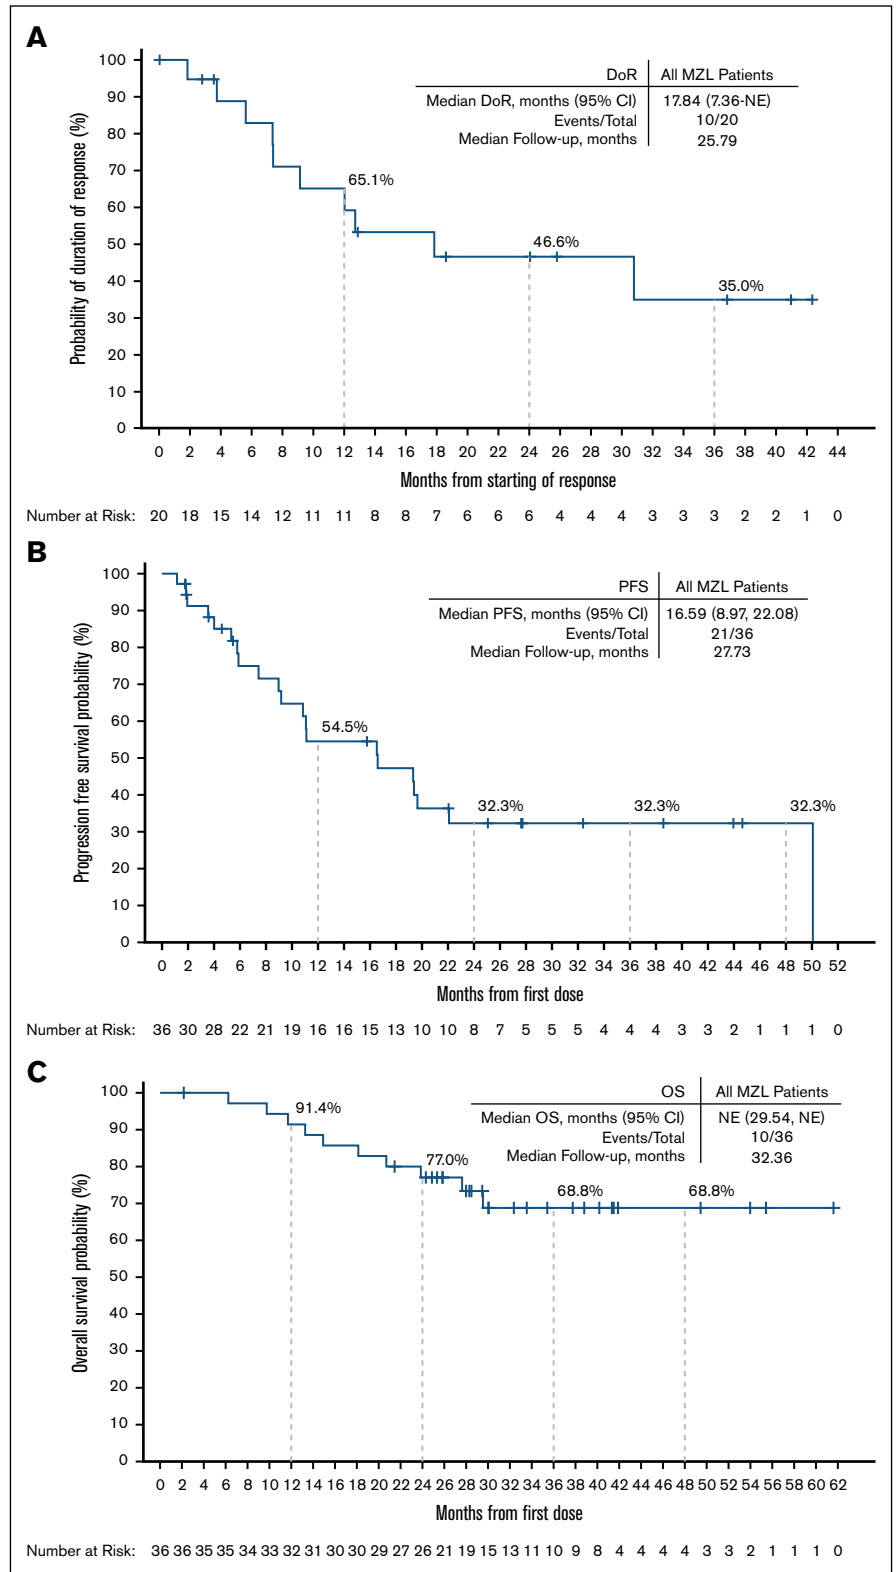 A
DoR All MZL Patients
Median DoR, months (95% CI) 17.84 (7.36-NE)
Events/Total 10/20
Median Follow-up, months 25.79
Probability of duration of response (%)
100
90
80
70
60
50
40
30
20
10
0
65.1%
46.6%
35.0%
0 2 4 6 8 10 12 14 16 18 20 22 24 26 28 30 32 34 36 38 40 42 44
Months from starting of response
Number at Risk: 20 18 15 14 12 11 11 8 8 7 6 6 6 4 4 4 3 3 3 2 2 1 0
B
PFS All MZL Patients
Median PFS, months (95% CI) 16.59 (8.97, 22.08)
Events/Total 21/36
Median Follow-up, months 27.73
Progression free survival probability (%)
100
90
80
70
60
50
40
30
20
10
0
54.5%
32.3% 32.3% 32.3%
0 2 4 6 8 10 12 14 16 18 20 22 24 26 28 30 32 34 36 38 40 42 44 46 48 50 52
Months from first dose
Number at Risk: 36 30 28 22 21 19 16 16 15 13 10 10 8 7 5 5 5 4 4 4 3 3 2 1 1 1 0
C
OS All MZL Patients
Median OS, months (95% CI) NE (29.54, NE)
Events/Total 10/36
Median Follow-up, months 32.36
Overall survival probability (%)
100
90
80
70
60
50
40
30
20
10
0
91.4%
77.0%
68.8% 68.8%
0 2 4 6 8 10 12 14 16 18 20 22 24 26 28 30 32 34 36 38 40 42 44 46 48 50 52 54 56 58 60 62
Months from first dose
Number at Risk: 36 36 35 35 34 33 32 31 30 30 29 27 26 21 19 15 13 11 10 9 8 4 4 4 4 3 3 2 1 1 1 0